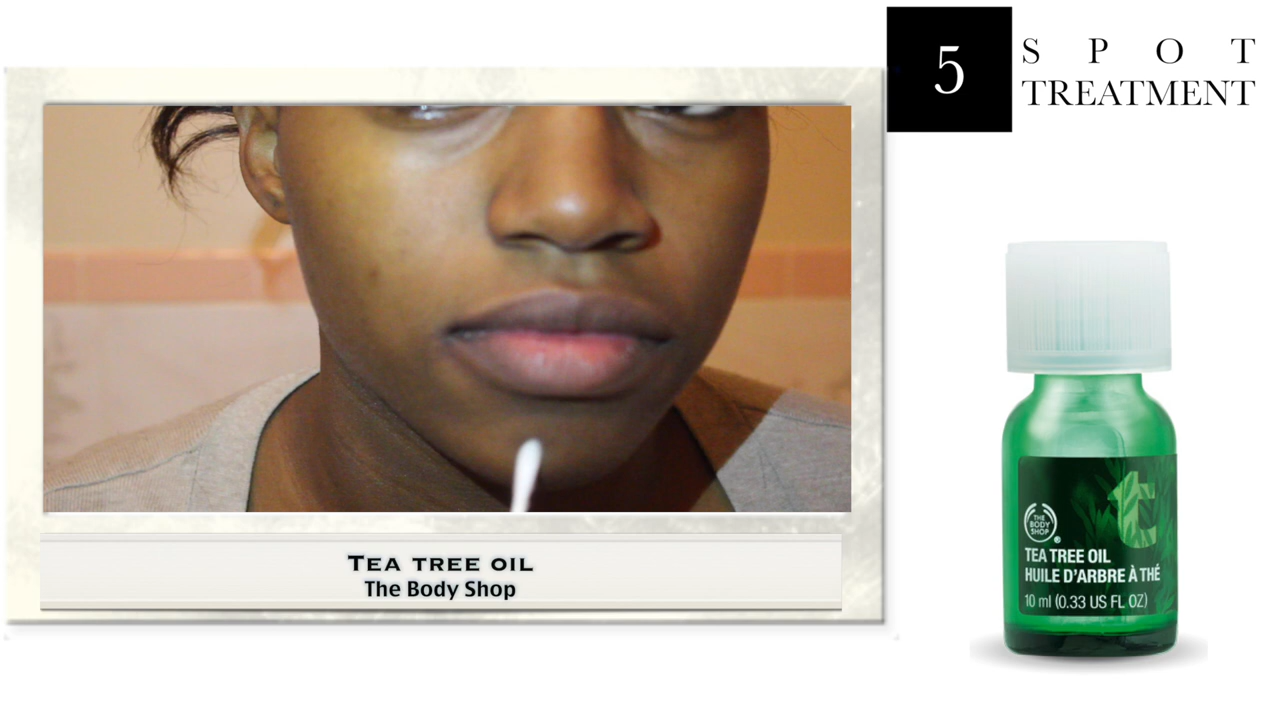 5
SPOT
TREATMENT
TEA TREE OIL
The Body Shop
THE
BODY
SHOP
®
t
TEA TREE OIL
HUILE D'ARBRE À THÉ
10 ml (0.33 US FL OZ)